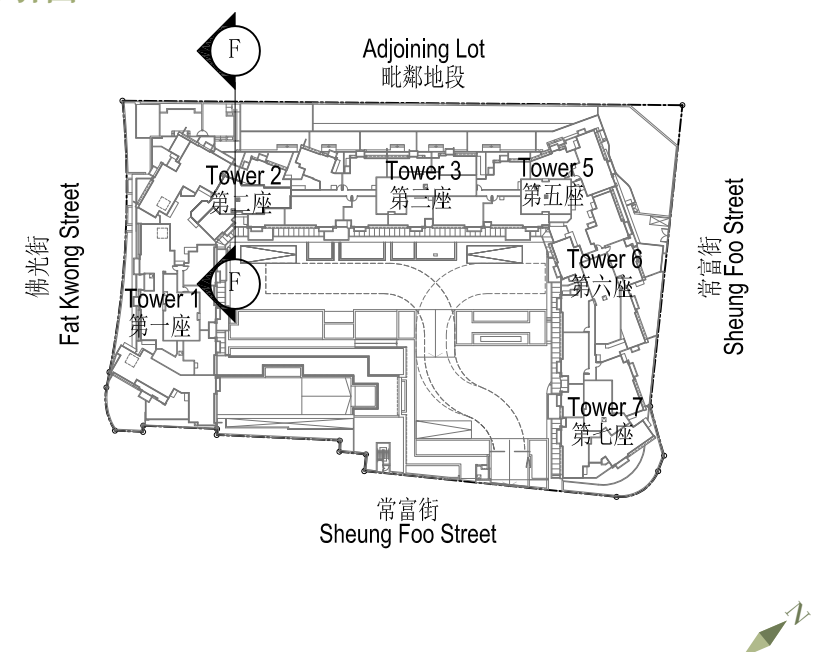 F
Adjoining Lot
毗鄰地段
Tower 2
第二座
Tower 3
第三座
Tower 5
第五座
佛光街
Fat Kwong Street
常富街
Sheung Foo Street
Tower 6
第六座
F
Tower 1
第一座
Tower 7
第七座
常富街
Sheung Foo Street
N